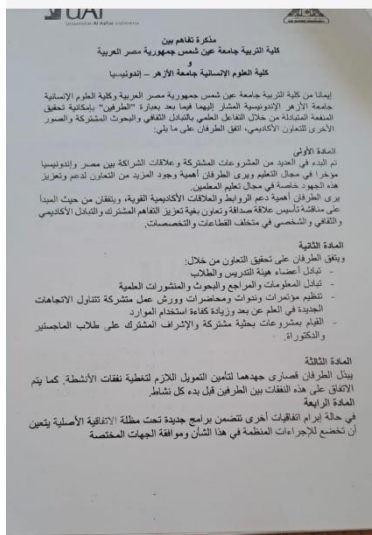 UAI
مذكرة تفاهم بين
كلية التربية جامعة عين شمس جمهورية مصر العربية
و
كلية العلوم الإنسانية جامعة الأزهر – إندونيسيا
إيمانا من كلية التربية جامعة عين شمس جمهورية مصر العربية وكلية العلوم الإنسانية
جامعة الأزهر الإندونيسية المشار إليهما فيما بعد بعبارة "الطرفين" بإمكانية تحقيق
المنفعة المتبادلة من خلال التفاعل العلمي بالتبادل الثقافي والبحوث المشتركة والصور
الأخرى للتعاون الأكاديمي، اتفق الطرفان على ما يلي:
المادة الأولى
تم البدء في العديد من المشروعات المشتركة وعلاقات الشراكة بين مصر وإندونيسيا
مؤخرا في مجال التعليم ويرى الطرفان أهمية وجود المزيد من التعاون لدعم وتعزيز
هذه الجهود خاصة في مجال تعليم المعلمين.
يرى الطرفان أهمية دعم الروابط والعلاقات الأكاديمية القوية، ويتفقان من حيث المبدأ
على مناقشة تأسيس علاقة صداقة وتعاون بغية تعزيز التفاهم المشترك والتبادل الأكاديمي
والثقافي والشخصي في مختلف القطاعات والتخصصات.
المادة الثانية
ويتفق الطرفان على تحقيق التعاون من خلال:
- تبادل أعضاء هيئة التدريس والطلاب
- تبادل المعلومات والمراجع والبحوث والمنشورات العلمية
- تنظيم مؤتمرات وندوات ومحاضرات وورش عمل مشتركة تتناول الاتجاهات
الجديدة في العلم عن بعد وزيادة كفاءة استخدام الموارد
- القيام بمشروعات بحثية مشتركة والإشراف المشترك على طلاب الماجستير
والدكتوراة.
المادة الثالثة
يبذل الطرفان قصارى جهدهما لتأمين التمويل اللازم لتغطية نفقات الأنشطة. كما يتم
الاتفاق على هذه النفقات بين الطرفين قبل بدء كل نشاط.
المادة الرابعة
في حالة إبرام اتفاقيات أخرى تتضمن برامج جديدة تحت مظلة الاتفاقية الأصلية يتعين
أن تخضع للإجراءات المنظمة في هذا الشأن وموافقة الجهات المختصة